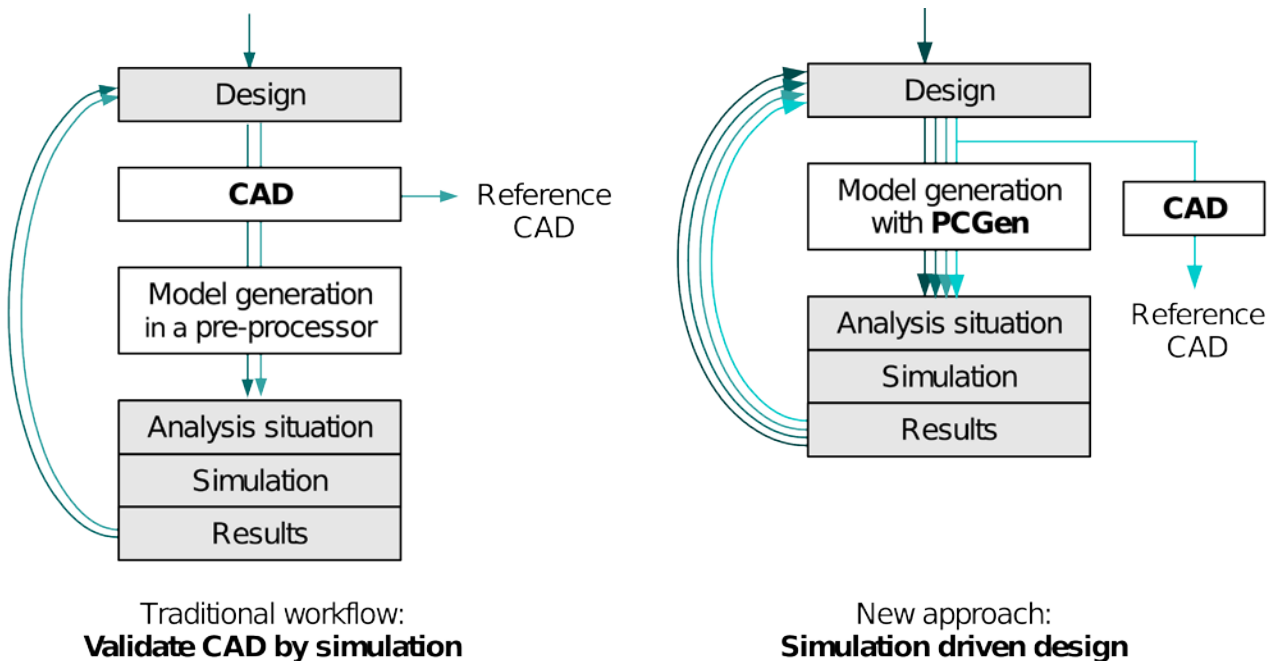 Design
CAD
Reference
CAD
Model generation
in a pre-processor
Analysis situation
Simulation
Results
Traditional workflow:
Validate CAD by simulation
Design
Model generation
with PCGen
CAD
Reference
CAD
Analysis situation
Simulation
Results
New approach:
Simulation driven design